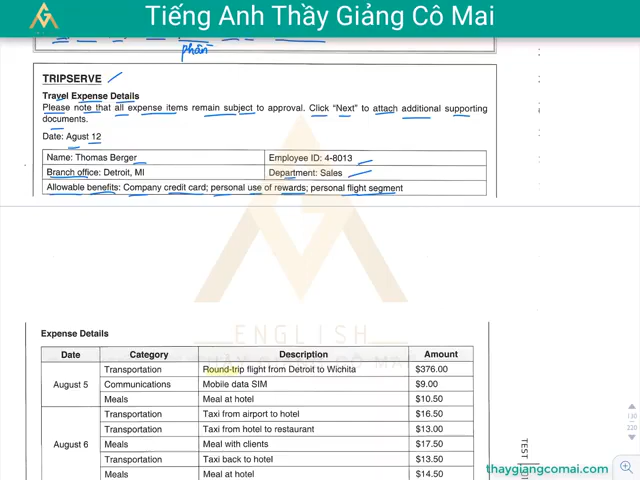 Tiếng Anh Thầy Giảng Cô Mai
phân
TRIPSERVE
Travel Expense Details
Please note that all expense items remain subject to approval. Click "Next" to attach additional supporting
documents.
Date: Agust 12
Name: Thomas Berger Employee ID: 4-8013
Branch office: Detroit, MI Department: Sales
Allowable benefits: Company credit card; personal use of rewards; personal flight segment
ENGLISH
Expense Details
Date Category Description Amount
August 5 Transportation Round-trip flight from Detroit to Wichita $376.00
Communications Mobile data SIM $9.00
Meals Meal at hotel $10.50
August 6 Transportation Taxi from airport to hotel $16.50
Transportation Taxi from hotel to restaurant $13.00
Meals Meal with clients $17.50
Transportation Taxi back to hotel $13.50
Meals Meal at hotel $14.50
130
220
TEST
thaygiangcomai.com